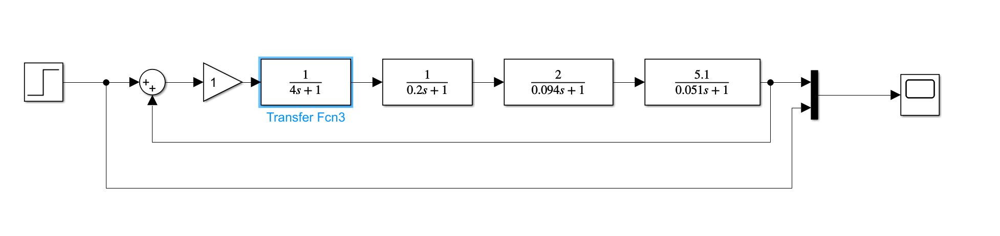 +
+
1
1
4s + 1
1
0.2s + 1
2
0.094s + 1
5.1
0.051s + 1
Transfer Fcn3